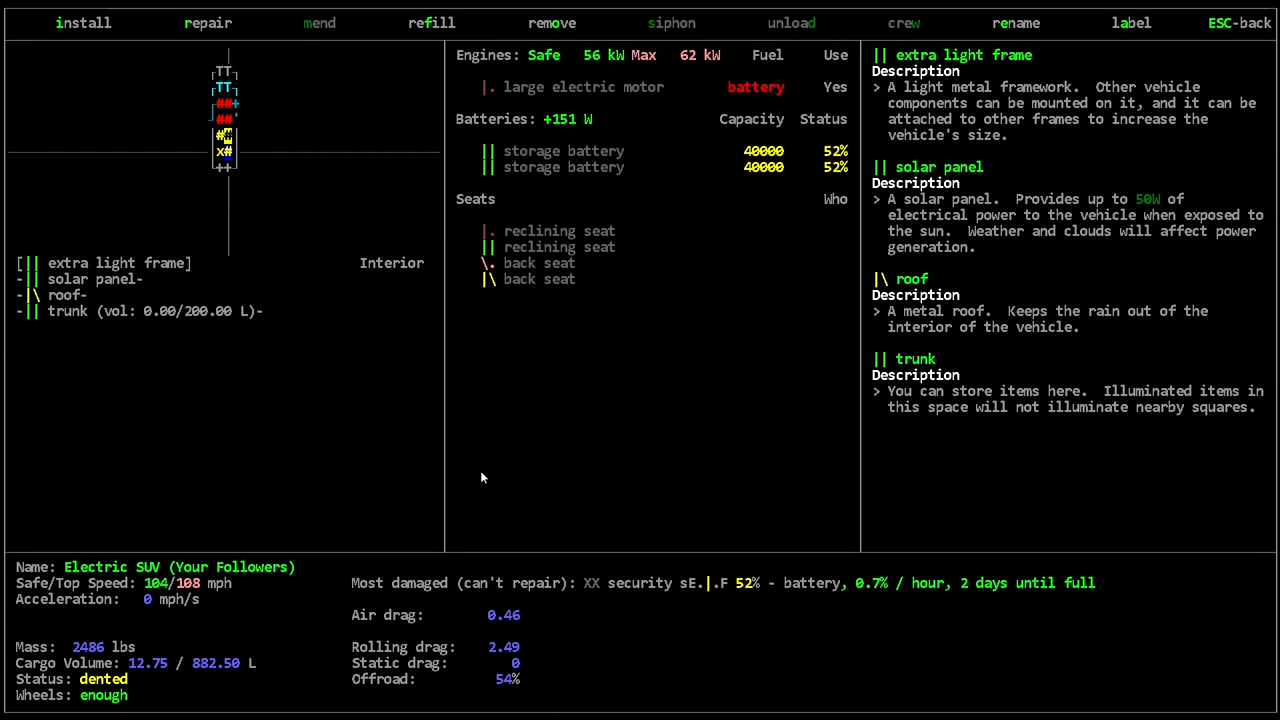 install repair mend refill remove siphon unload crew rename label ESC-back
TT
TT
##+
##'
##
x#
++
[|| extra light frame] Interior
-|| solar panel-
-|\ roof-
-|| trunk (vol: 0.00/200.00 L)-
Engines: Safe 56 kW Max 62 kW Fuel Use
|. large electric motor battery Yes
Batteries: +151 W Capacity Status
|| storage battery 40000 52%
|| storage battery 40000 52%
Seats Who
|. reclining seat
|| reclining seat
\. back seat
|\ back seat
|| extra light frame
Description
> A light metal framework. Other vehicle
components can be mounted on it, and it can be
attached to other frames to increase the
vehicle's size.
|| solar panel
Description
> A solar panel. Provides up to 50W of
electrical power to the vehicle when exposed to
the sun. Weather and clouds will affect power
generation.
|\ roof
Description
> A metal roof. Keeps the rain out of the
interior of the vehicle.
|| trunk
Description
> You can store items here. Illuminated items in
this space will not illuminate nearby squares.
Name: Electric SUV (Your Followers)
Safe/Top Speed: 104/108 mph
Acceleration: 0 mph/s
Mass: 2486 lbs
Cargo Volume: 12.75 / 882.50 L
Status: dented
Wheels: enough
Most damaged (can't repair): XX security sE.|.F 52% - battery, 0.7% / hour, 2 days until full
Air drag: 0.46
Rolling drag: 2.49
Static drag: 0
Offroad: 54%